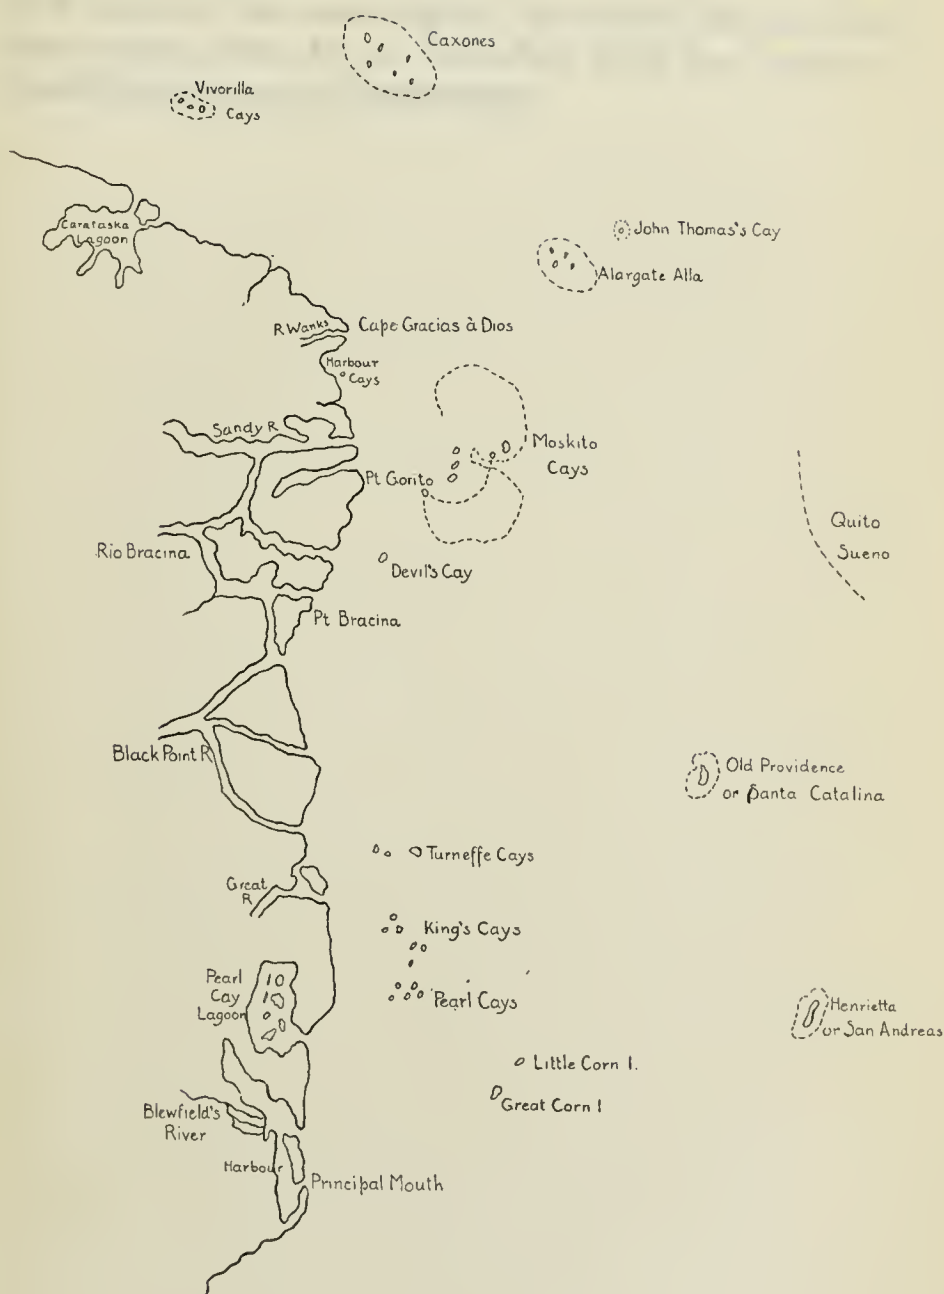 Caxones
Vivorilla
Cays
Carataska
Lagoon
John Thomas's Cay
Alargate Alla
R Wanks
Cape Gracias à Dios
Harbour
Cays
Sandy R
Moskito
Cays
Pt Gorito
Quito
Sueno
Rio Bracina
Devil's Cay
Pt Bracina
Black Point R
Old Providence
or Santa Catalina
Turneffe Cays
Great
R
King's Cays
Pearl
Cay
Lagoon
Pearl Cays
Henrietta
or San Andreas
Little Corn I.
Great Corn I
Blewfield's
River
Harbour
Principal Mouth